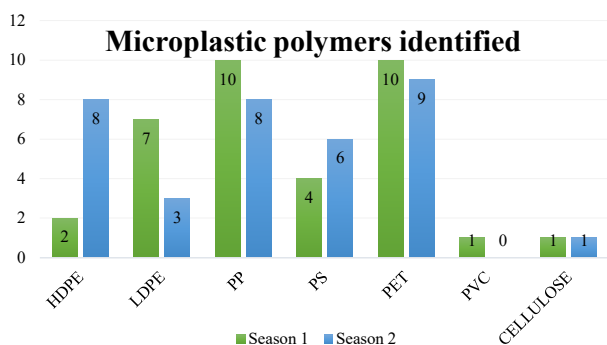 Microplastic polymers identified
12
10
8
6
4
2
0
2
8
7
3
10
8
4
6
10
9
1
0
1
1
HDPE
LDPE
PP
PS
PET
PVC
CELLULOSE
Season 1
Season 2